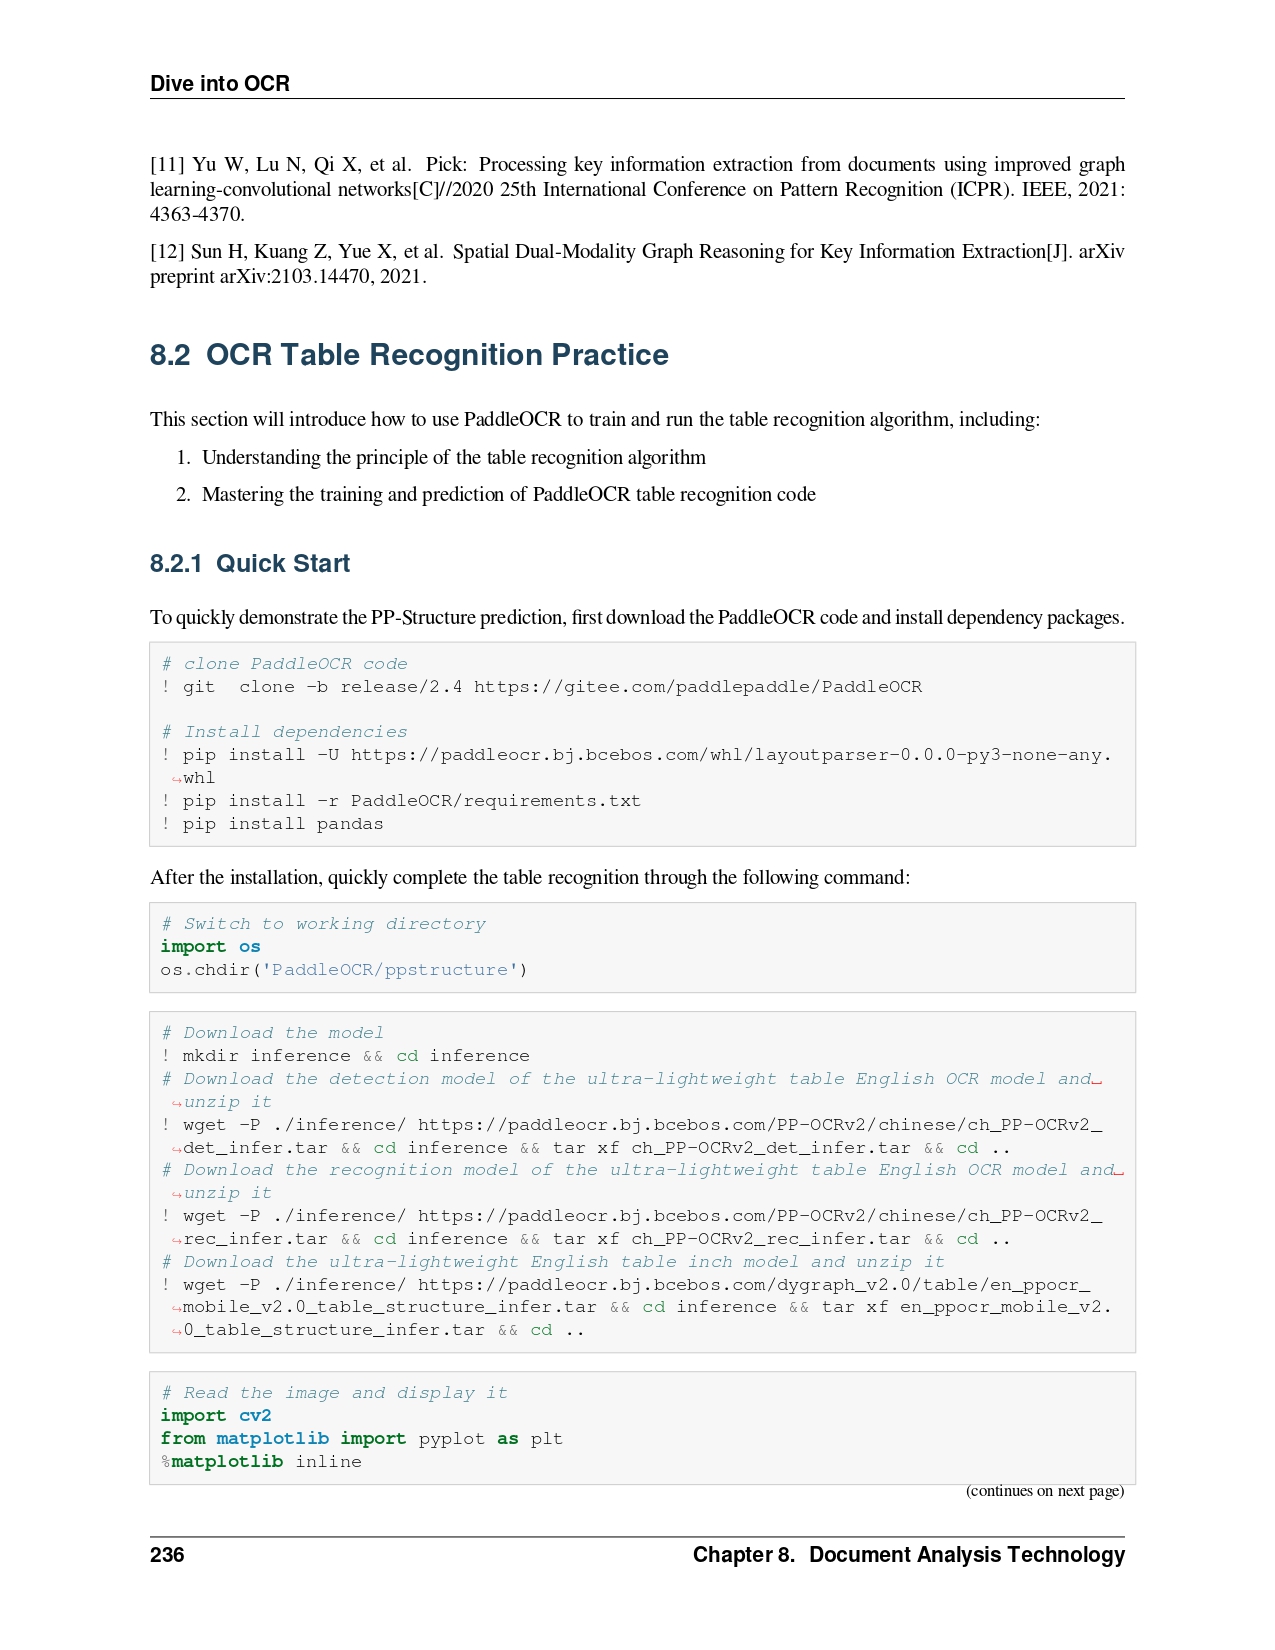 Dive into OCR
[11] Yu W, Lu N, Qi X, et al. Pick: Processing key information extraction from documents using improved graph
learning-convolutional networks[C]//2020 25th International Conference on Pattern Recognition (ICPR). IEEE, 2021:
4363-4370.
[12] Sun H, Kuang Z, Yue X, et al. Spatial Dual-Modality Graph Reasoning for Key Information Extraction[J]. arXiv
preprint arXiv:2103.14470, 2021.
8.2 OCR Table Recognition Practice
This section will introduce how to use PaddleOCR to train and run the table recognition algorithm, including:
1. Understanding the principle of the table recognition algorithm
2. Mastering the training and prediction of PaddleOCR table recognition code
8.2.1 Quick Start
To quickly demonstrate the PP-Structure prediction, first download the PaddleOCR code and install dependency packages.
# clone PaddleOCR code
! git  clone -b release/2.4 https://gitee.com/paddlepaddle/PaddleOCR
# Install dependencies
! pip install -U https://paddleocr.bj.bcebos.com/whl/layoutparser-0.0.0-py3-none-any.
↪whl
! pip install -r PaddleOCR/requirements.txt
! pip install pandas
After the installation, quickly complete the table recognition through the following command:
# Switch to working directory
import os
os.chdir('PaddleOCR/ppstructure')
# Download the model
! mkdir inference && cd inference
# Download the detection model of the ultra-lightweight table English OCR model and␣
↪unzip it
! wget -P ./inference/ https://paddleocr.bj.bcebos.com/PP-OCRv2/chinese/ch_PP-OCRv2_
↪det_infer.tar && cd inference && tar xf ch_PP-OCRv2_det_infer.tar && cd ..
# Download the recognition model of the ultra-lightweight table English OCR model and␣
↪unzip it
! wget -P ./inference/ https://paddleocr.bj.bcebos.com/PP-OCRv2/chinese/ch_PP-OCRv2_
↪rec_infer.tar && cd inference && tar xf ch_PP-OCRv2_rec_infer.tar && cd ..
# Download the ultra-lightweight English table inch model and unzip it
! wget -P ./inference/ https://paddleocr.bj.bcebos.com/dygraph_v2.0/table/en_ppocr_
↪mobile_v2.0_table_structure_infer.tar && cd inference && tar xf en_ppocr_mobile_v2.
↪0_table_structure_infer.tar && cd ..
# Read the image and display it
import cv2
from matplotlib import pyplot as plt
%matplotlib inline
(continues on next page)
236 Chapter 8. Document Analysis Technology